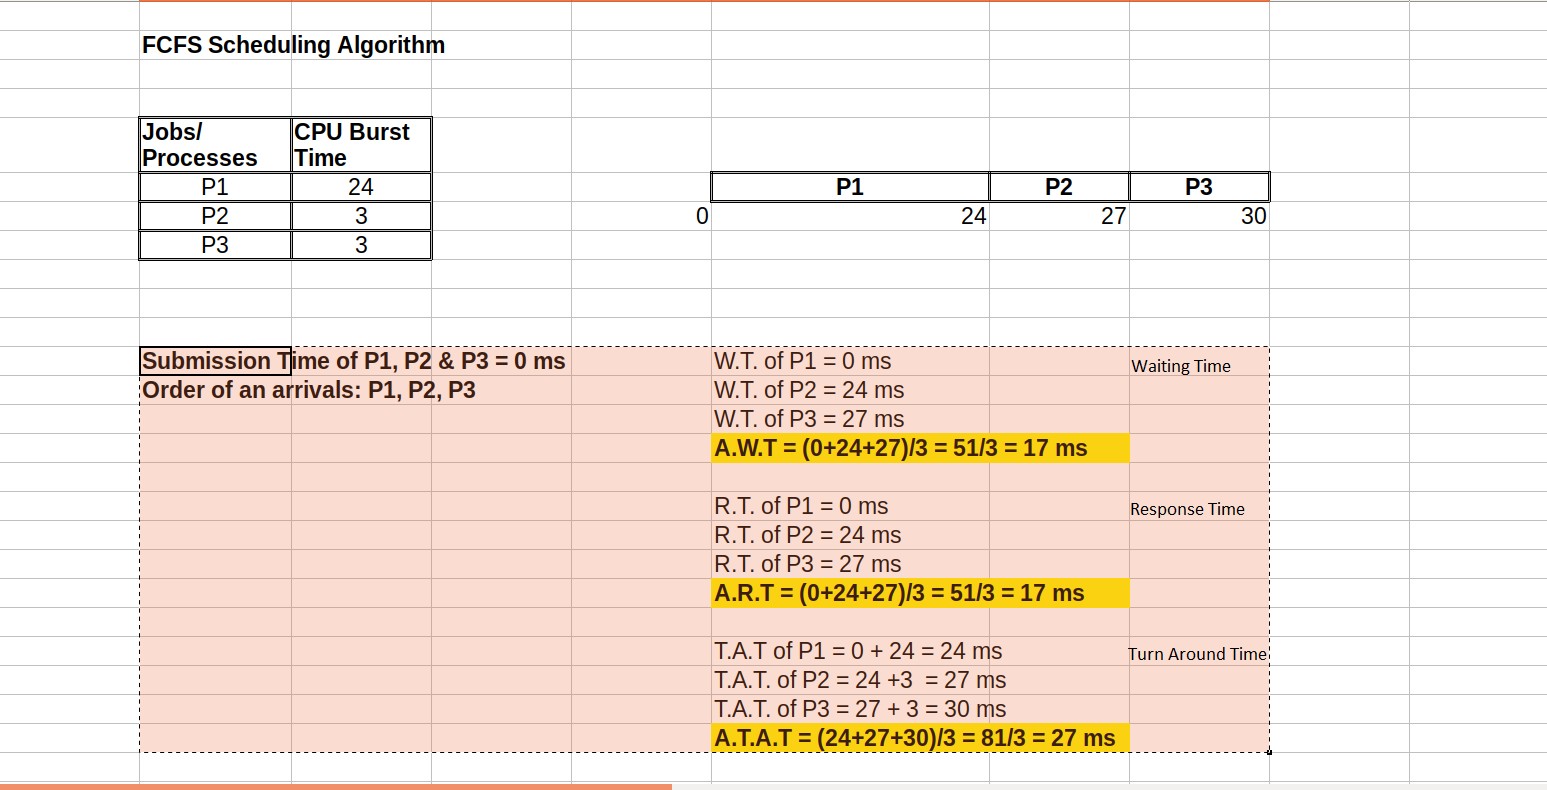 FCFS Scheduling Algorithm
Jobs/ Processes CPU Burst Time
P1 24
P2 3
P3 3
P1 P2 P3
0 24 27 30
Submission Time of P1, P2 & P3 = 0 ms
Order of an arrivals: P1, P2, P3
W.T. of P1 = 0 ms Waiting Time
W.T. of P2 = 24 ms
W.T. of P3 = 27 ms
A.W.T = (0+24+27)/3 = 51/3 = 17 ms
R.T. of P1 = 0 ms Response Time
R.T. of P2 = 24 ms
R.T. of P3 = 27 ms
A.R.T = (0+24+27)/3 = 51/3 = 17 ms
T.A.T of P1 = 0 + 24 = 24 ms Turn Around Time
T.A.T. of P2 = 24 +3  = 27 ms
T.A.T. of P3 = 27 + 3 = 30 ms
A.T.A.T = (24+27+30)/3 = 81/3 = 27 ms